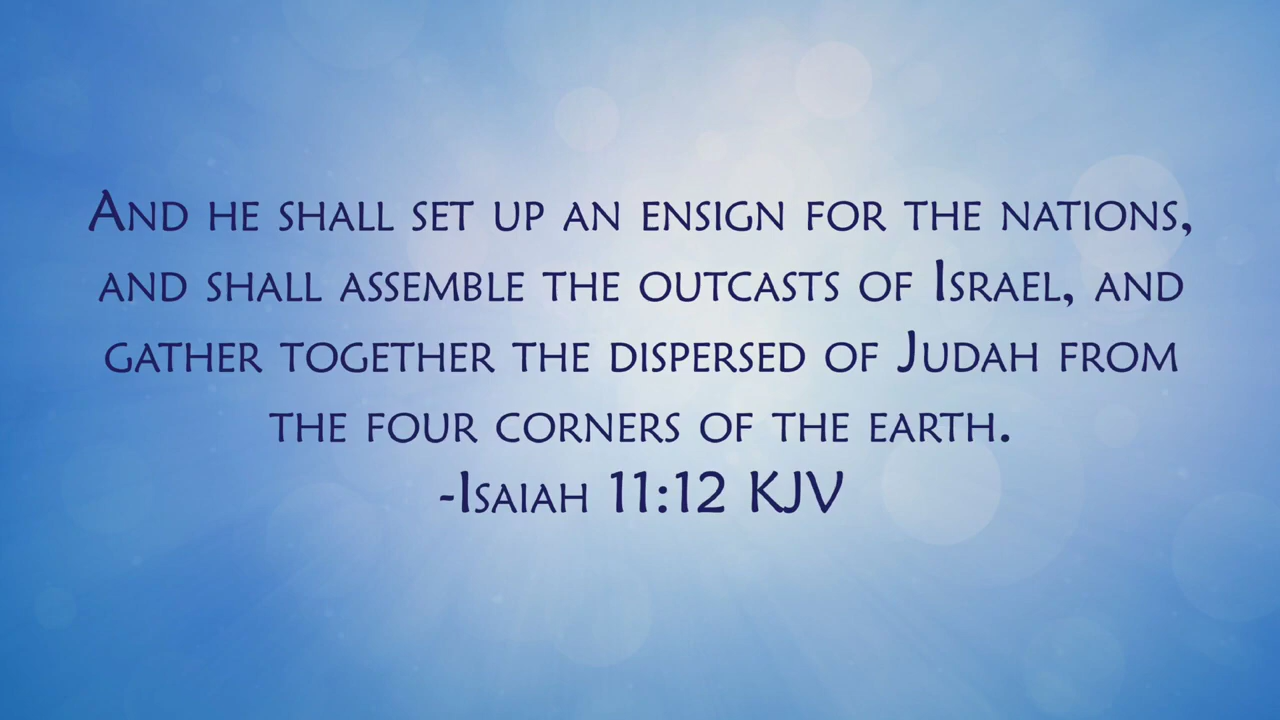 And he shall set up an ensign for the nations,
and shall assemble the outcasts of Israel, and
gather together the dispersed of Judah from
the four corners of the earth.
-Isaiah 11:12 KJV